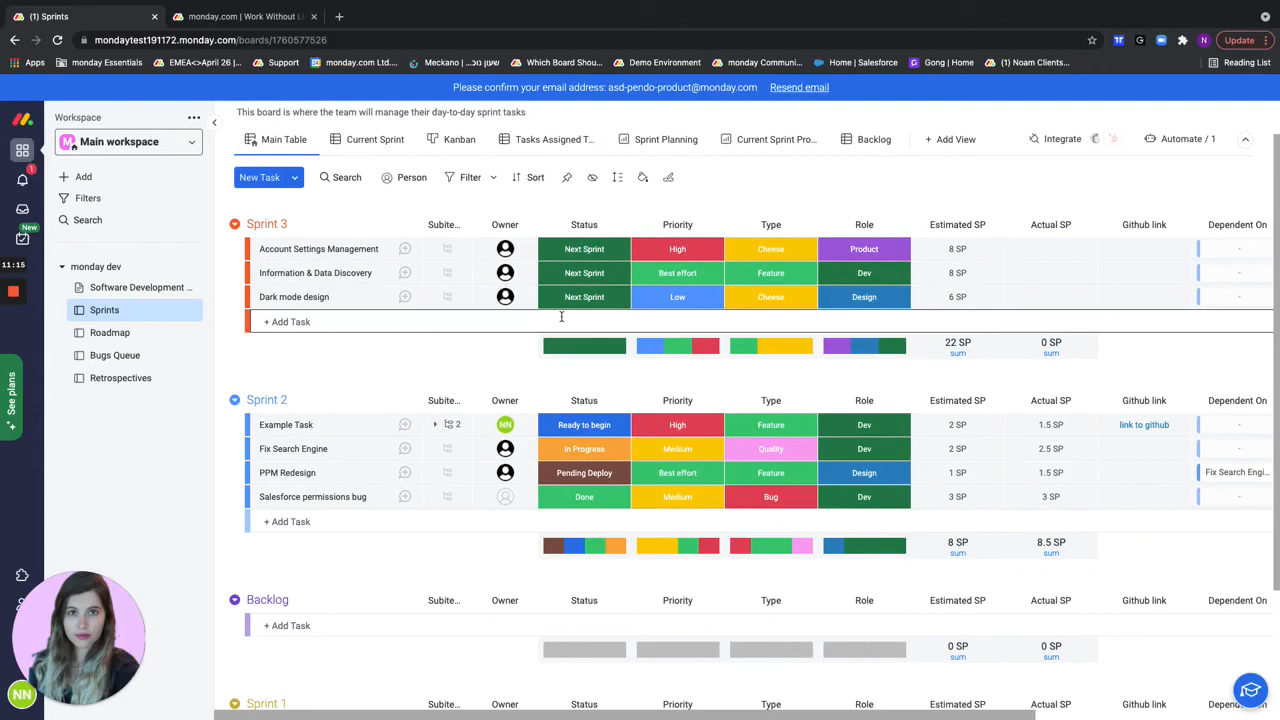 (1) Sprints
monday.com | Work Without Li
mondaytest191172.monday.com/boards/1760577526
N
Update
Apps
monday Essentials
EMEA<>April 26 |...
Support
monday.com Ltd....
Meckano | ...שעון נוכ
Which Board Shou...
Demo Environment
monday Communi...
Home | Salesforce
Gong | Home
(1) Noam Clients...
Reading List
Please confirm your email address: asd-pendo-product@monday.com
Resend email
Workspace
M
Main workspace
Add
Filters
Search
monday dev
Software Development ...
Sprints
Roadmap
Bugs Queue
Retrospectives
1
New
11:15
See plans
NN
This board is where the team will manage their day-to-day sprint tasks
Main Table
Current Sprint
Kanban
Tasks Assigned T...
Sprint Planning
Current Sprint Pro...
Backlog
+ Add View
Integrate
Automate / 1
New Task
Search
Person
Filter
Sort
Sprint 3 Subite... Owner Status Priority Type Role Estimated SP Actual SP Github link Dependent On
Account Settings Management Next Sprint High Cheese Product 8 SP -
Information & Data Discovery Next Sprint Best effort Feature Dev 8 SP -
Dark mode design Next Sprint Low Cheese Design 6 SP -
+ Add Task
22 SP 0 SP
sum sum
Sprint 2 Subite... Owner Status Priority Type Role Estimated SP Actual SP Github link Dependent On
Example Task 2 NN Ready to begin High Feature Dev 2 SP 1.5 SP link to github -
Fix Search Engine In Progress Medium Quality Dev 2 SP 2.5 SP -
PPM Redesign Pending Deploy Best effort Feature Design 1 SP 1.5 SP Fix Search Engi...
Salesforce permissions bug Done Medium Bug Dev 3 SP 3 SP -
+ Add Task
8 SP 8.5 SP
sum sum
Backlog Subite... Owner Status Priority Type Role Estimated SP Actual SP Github link Dependent On
+ Add Task
0 SP 0 SP
sum sum
Sprint 1 Subite... Owner Status Priority Type Role Estimated SP Actual SP Github link Dependent On